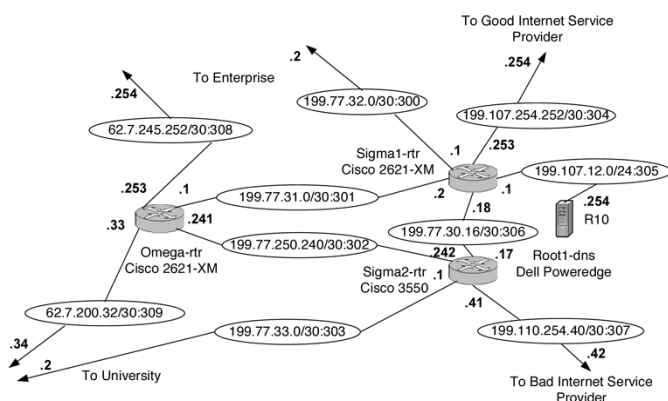 To Good Internet Service
Provider
.2
.254
To Enterprise
.254
199.77.32.0/30:300
199.107.254.252/30:304
62.7.245.252/30:308
.1
.253
Sigma1-rtr
Cisco 2621-XM
199.107.12.0/24:305
.253
.1
199.77.31.0/30:301
.2
.1
.254
R10
.33
.241
.18
199.77.30.16/30:306
Omega-rtr
Cisco 2621-XM
199.77.250.240/30:302
.242
.17
Root1-dns
Dell Poweredge
Sigma2-rtr
Cisco 3550
.1
.41
62.7.200.32/30:309
199.77.33.0/30:303
199.110.254.40/30:307
.34
.2
.42
To University
To Bad Internet Service
Provider